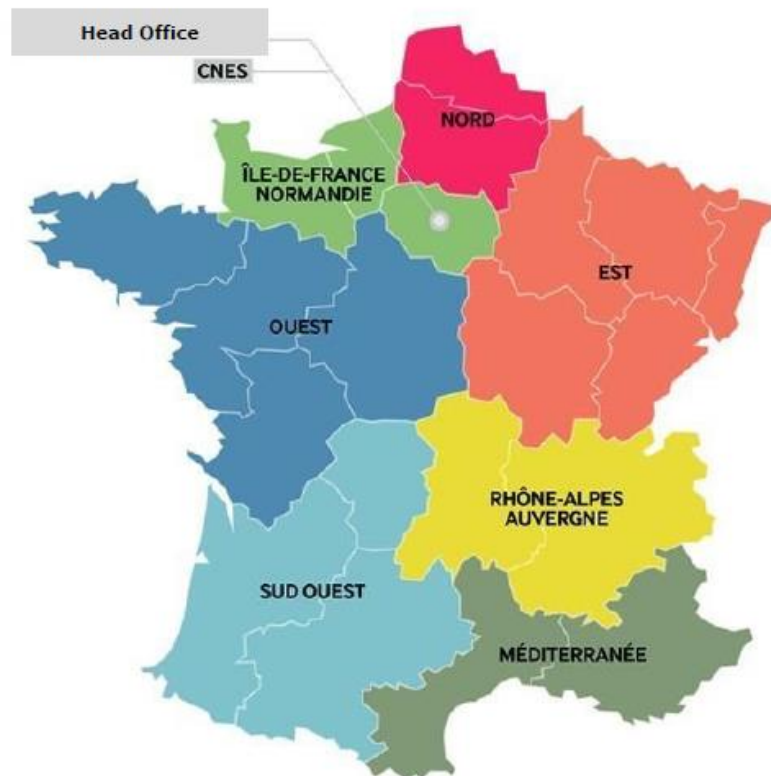 Head Office
CNES
NORD
ÎLE-DE-FRANCE
NORMANDIE
EST
OUEST
RHÔNE-ALPES
AUVERGNE
SUD OUEST
MÉDITERRANÉE